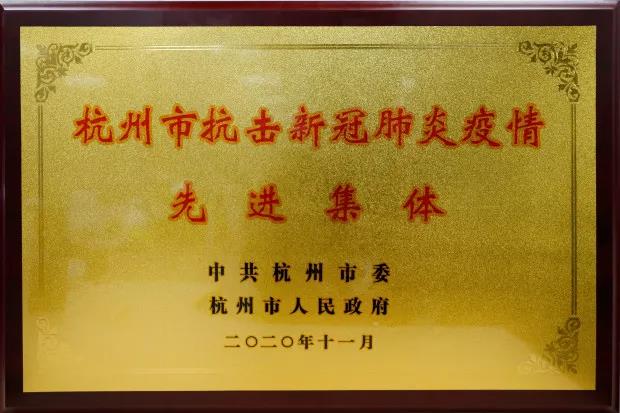 杭州市抗击新冠肺炎疫情
先进集体
中共杭州市委
杭州市人民政府
二〇二〇年十一月